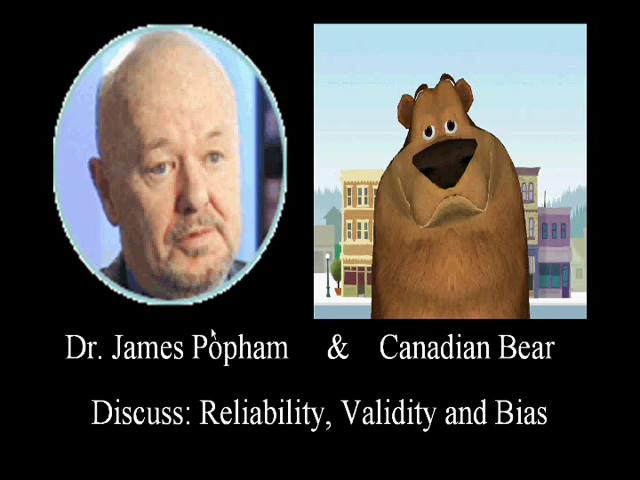 Dr. James Popham & Canadian Bear
Discuss: Reliability, Validity and Bias